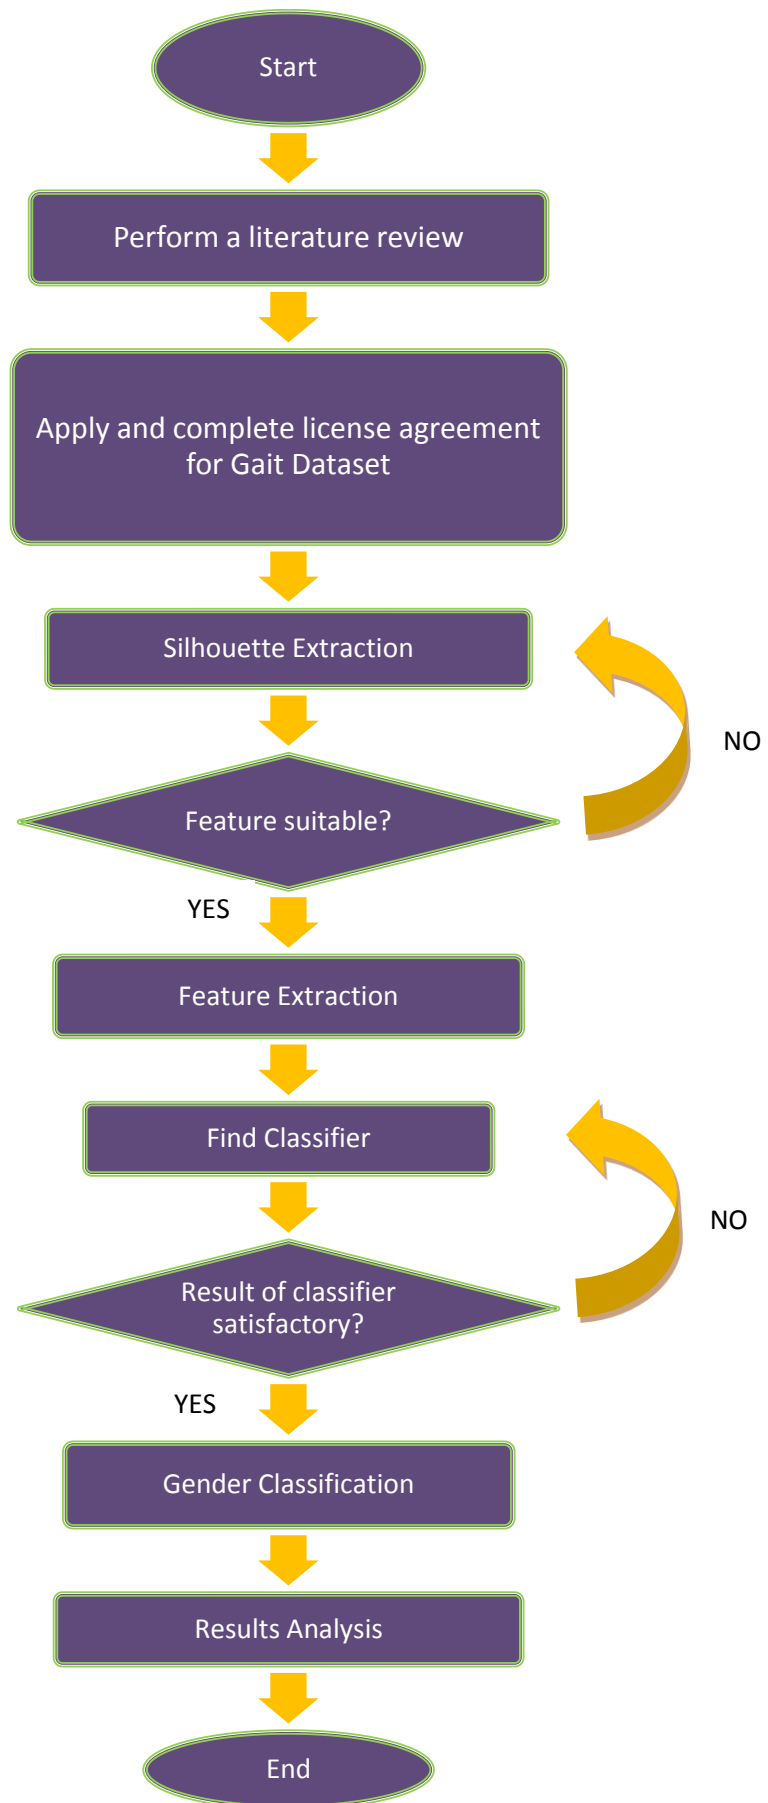 Start
Perform a literature review
Apply and complete license agreement
for Gait Dataset
Silhouette Extraction
NO
Feature suitable?
YES
Feature Extraction
Find Classifier
NO
Result of classifier
satisfactory?
YES
Gender Classification
Results Analysis
End